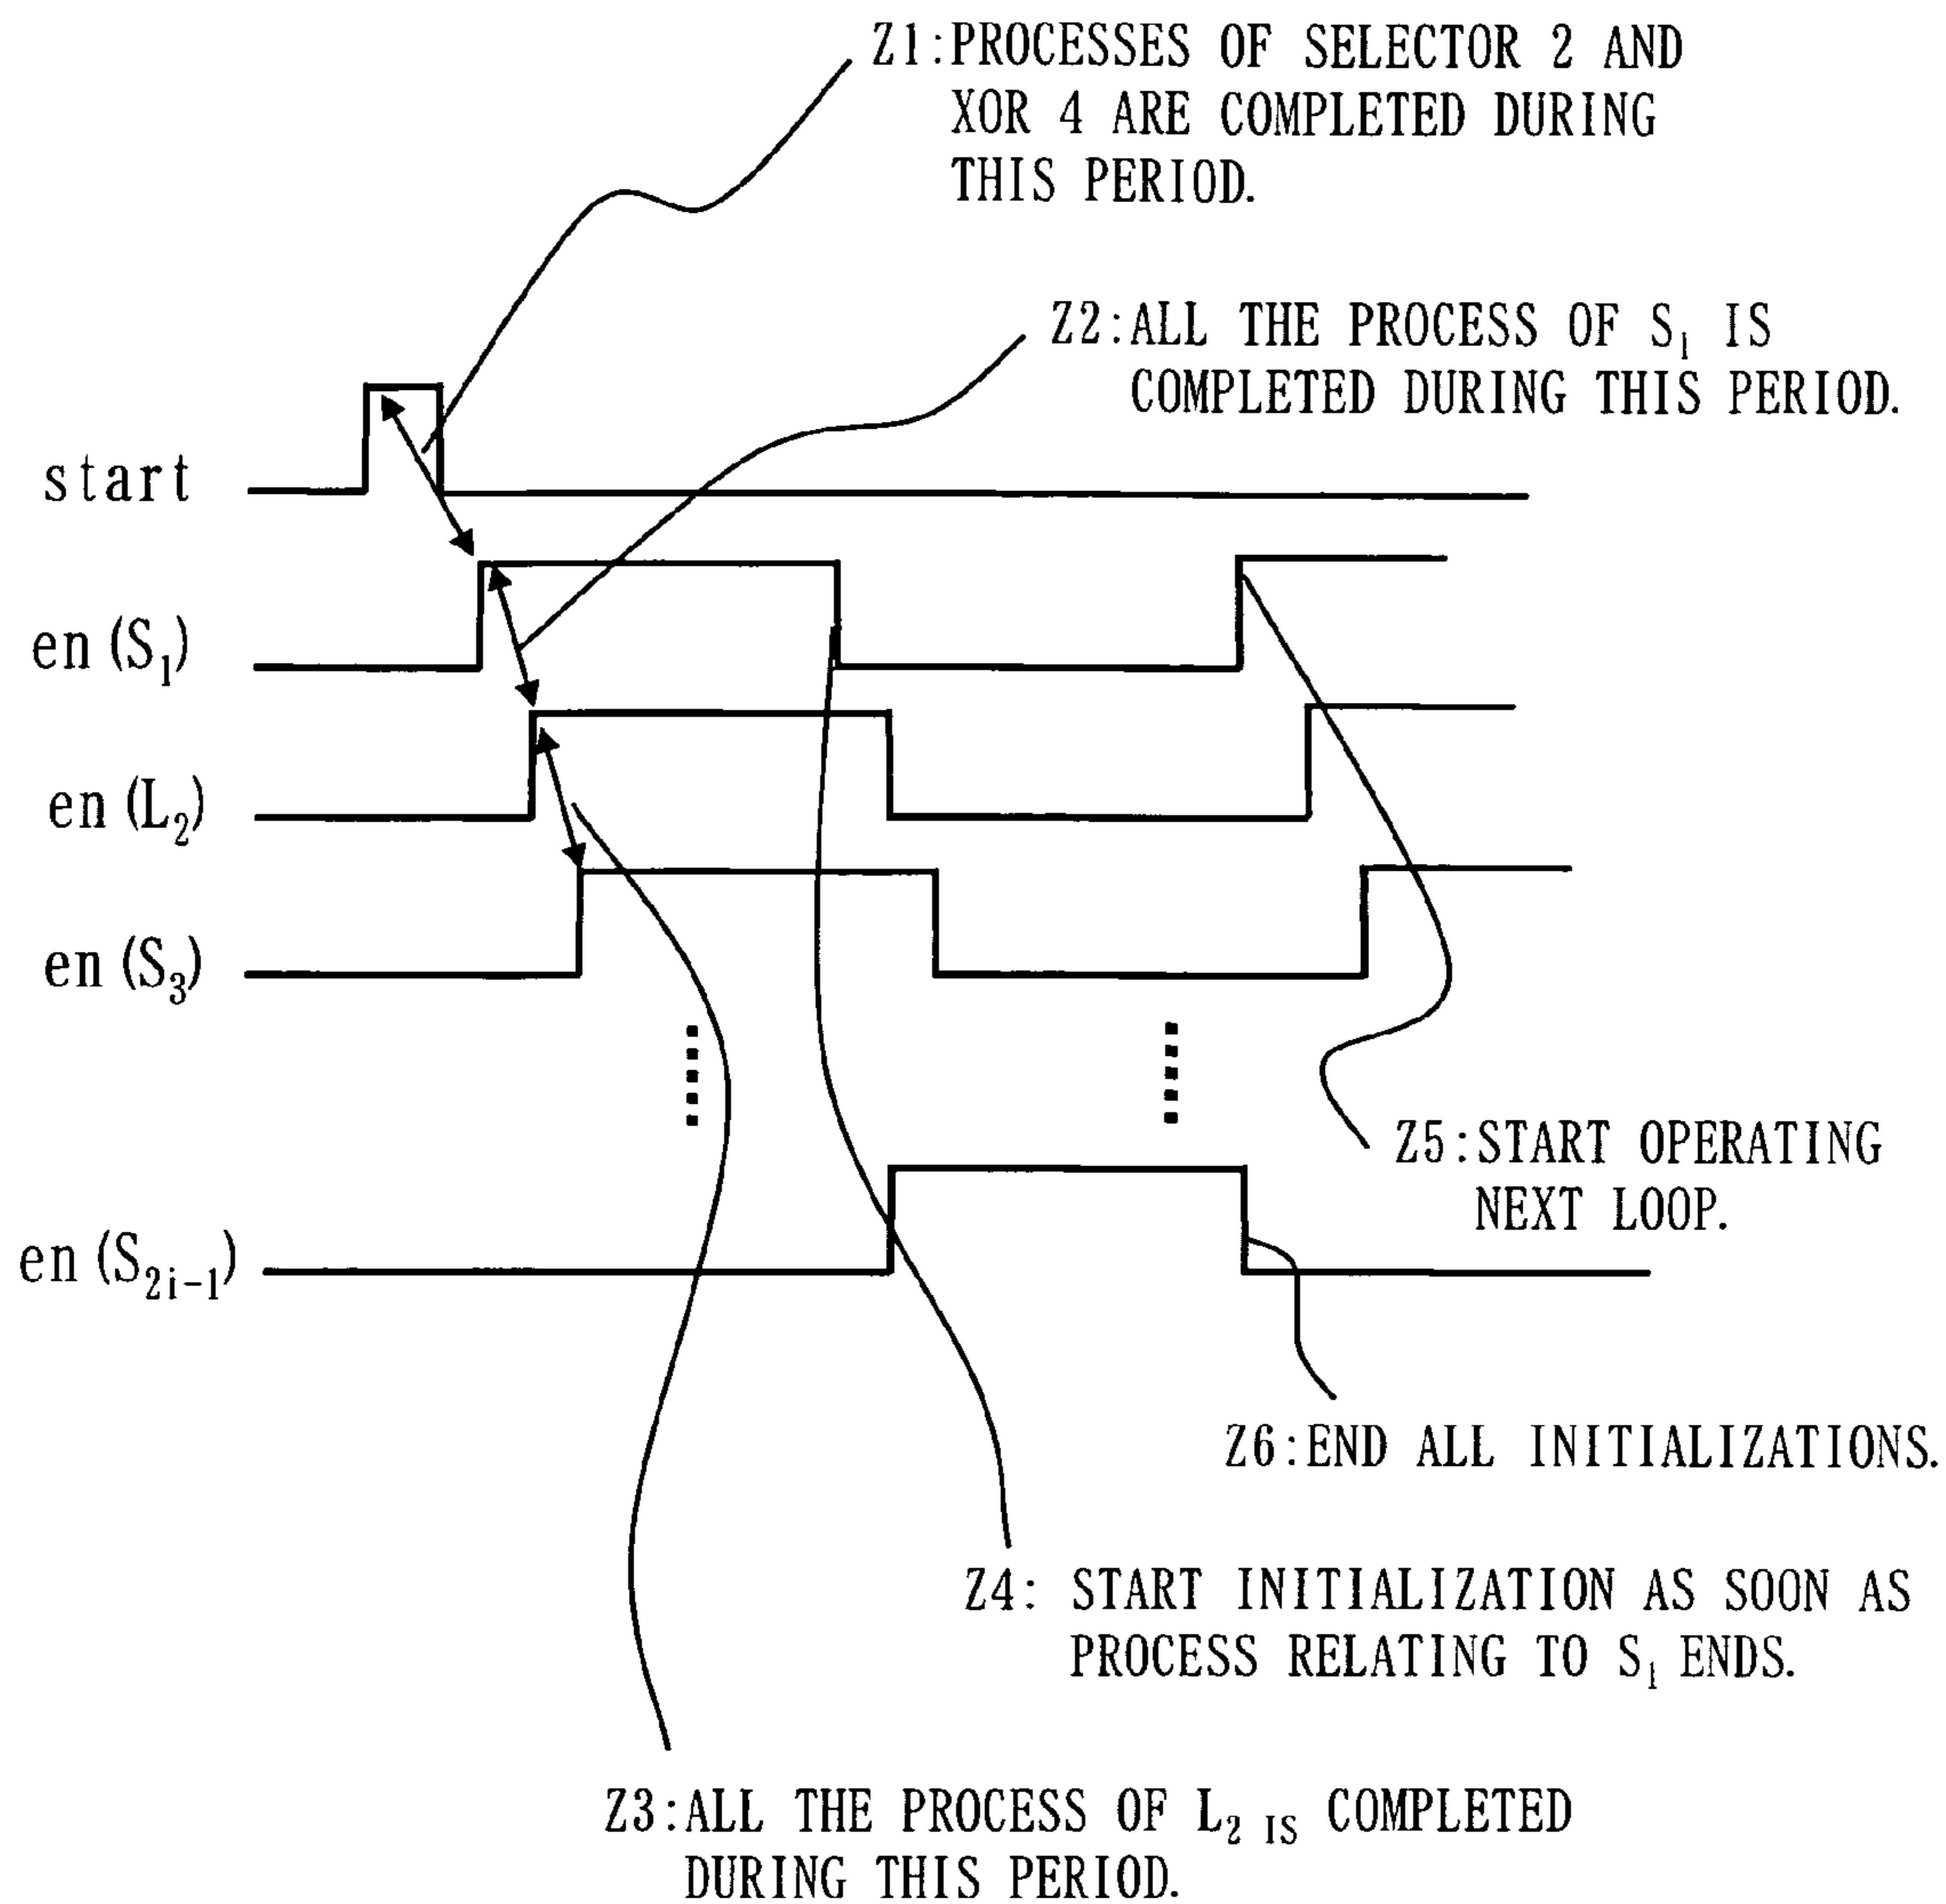 Z1:PROCESSES OF SELECTOR 2 AND
XOR 4 ARE COMPLETED DURING
THIS PERIOD.
Z2:ALL THE PROCESS OF S₁ IS
COMPLETED DURING THIS PERIOD.
start
en(S₁)
en(L₂)
en(S₃)
Z5:START OPERATING
NEXT LOOP.
en(S₂ᵢ₋₁)
Z6:END ALL INITIALIZATIONS.
Z4: START INITIALIZATION AS SOON AS
PROCESS RELATING TO S₁ ENDS.
Z3:ALL THE PROCESS OF L₂ IS COMPLETED
DURING THIS PERIOD.